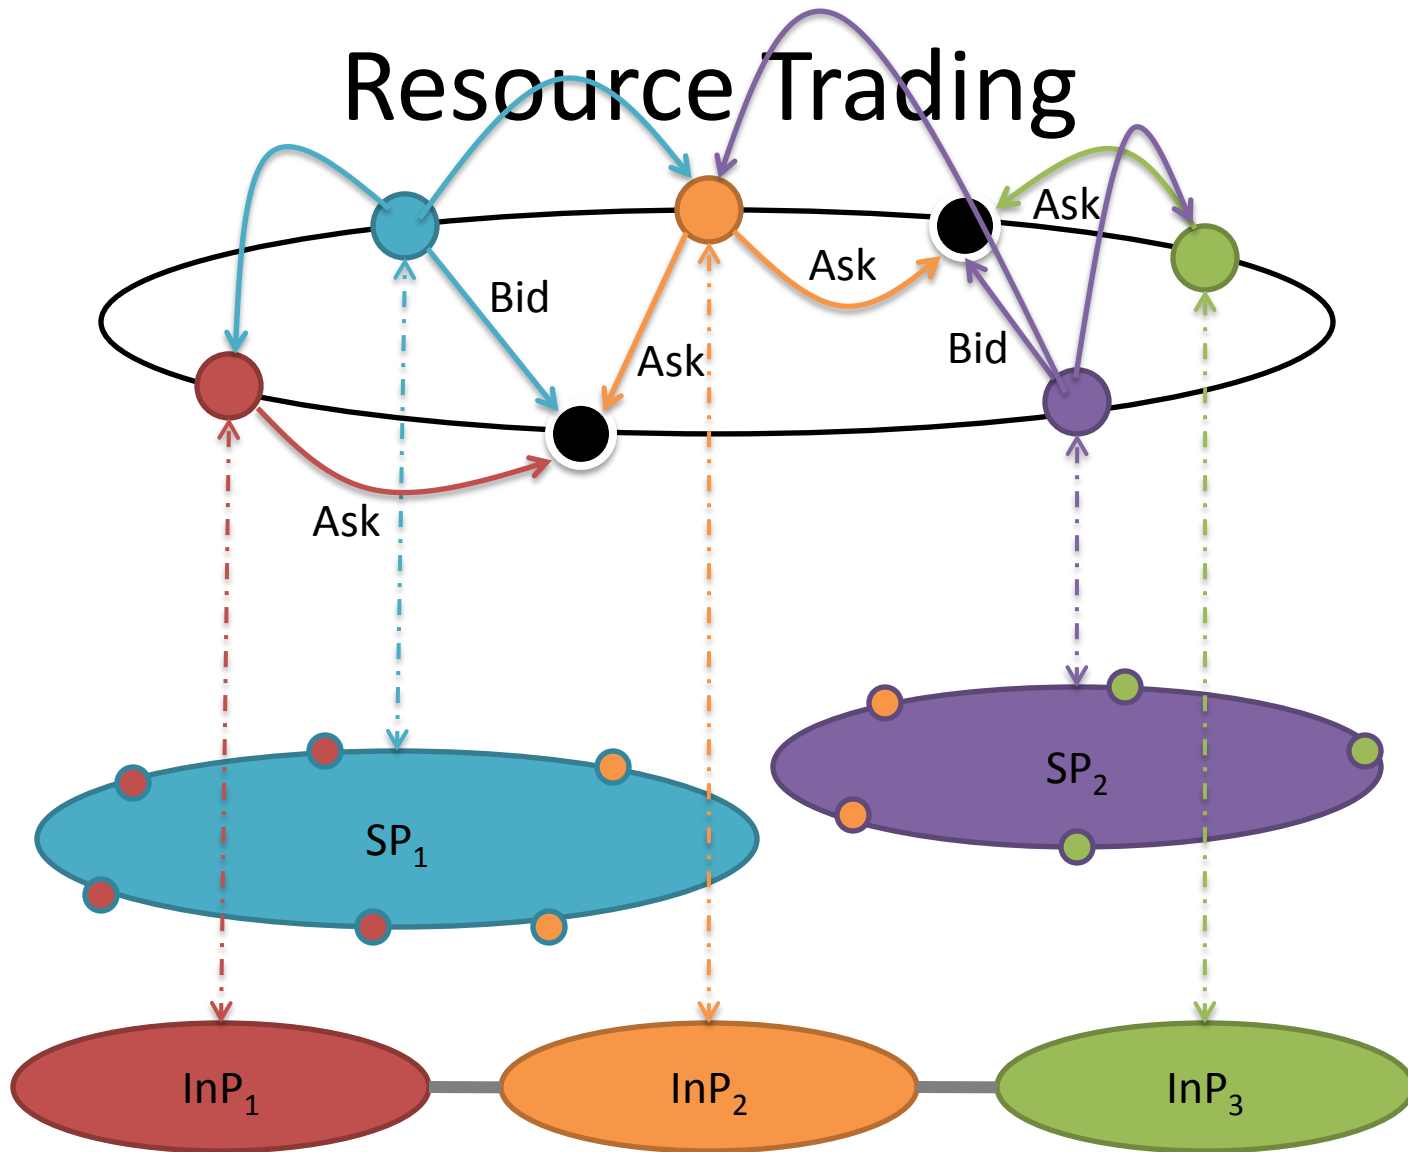 Resource Trading
Ask
Ask
Bid
Bid
Ask
Ask
SP₂
SP₁
InP₁
InP₂
InP₃